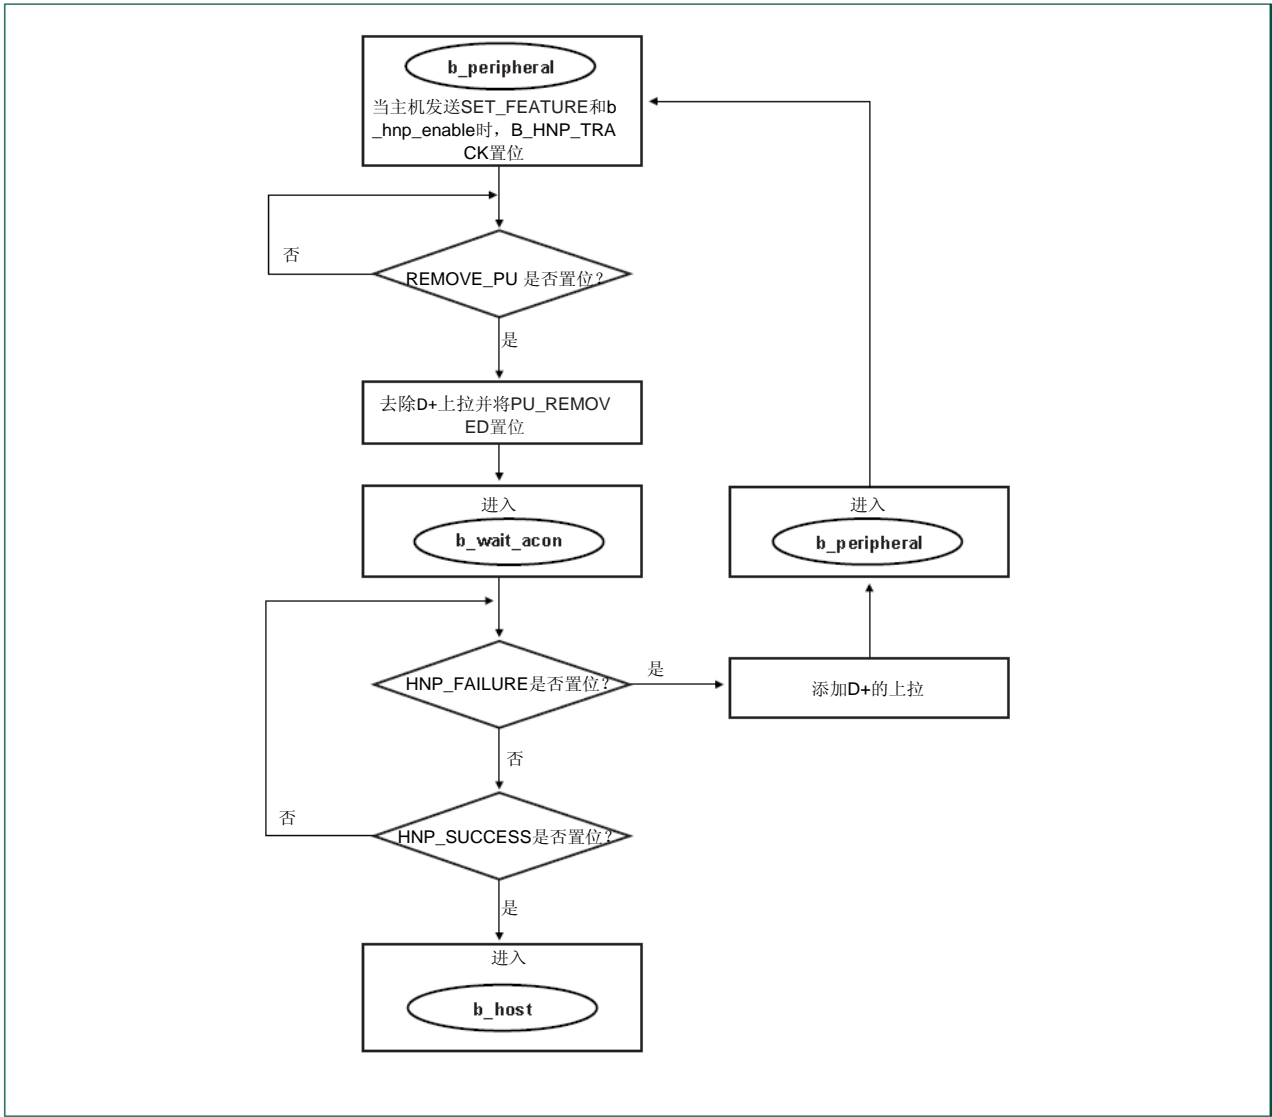 b_peripheral
当主机发送SET_FEATURE和b
_hnp_enable时，B_HNP_TRA
CK置位
否
REMOVE_PU 是否置位？
是
去除D+上拉并将PU_REMOV
ED置位
进入
b_wait_acon
进入
b_peripheral
HNP_FAILURE是否置位？
是
添加D+的上拉
否
否
HNP_SUCCESS是否置位？
是
进入
b_host